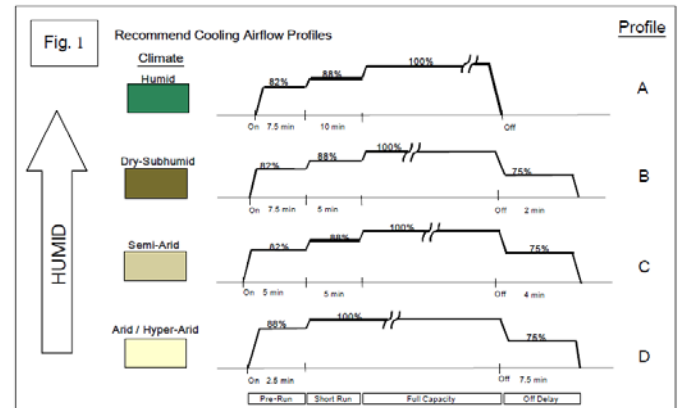 Fig. 1
Recommend Cooling Airflow Profiles
Profile
Climate
Humid
82%
88%
100%
A
On 7.5 min
10 min
Off
Dry-Subhumid
82%
88%
100%
75%
B
On 7.5 min
5 min
Off 2 min
Semi-Arid
82%
88%
100%
75%
C
On 5 min
5 min
Off 4 min
Arid / Hyper-Arid
88%
100%
75%
D
On 2.5 min
Off 7.5 min
Pre-Run
Short Run
Full Capacity
Off Delay
HUMID